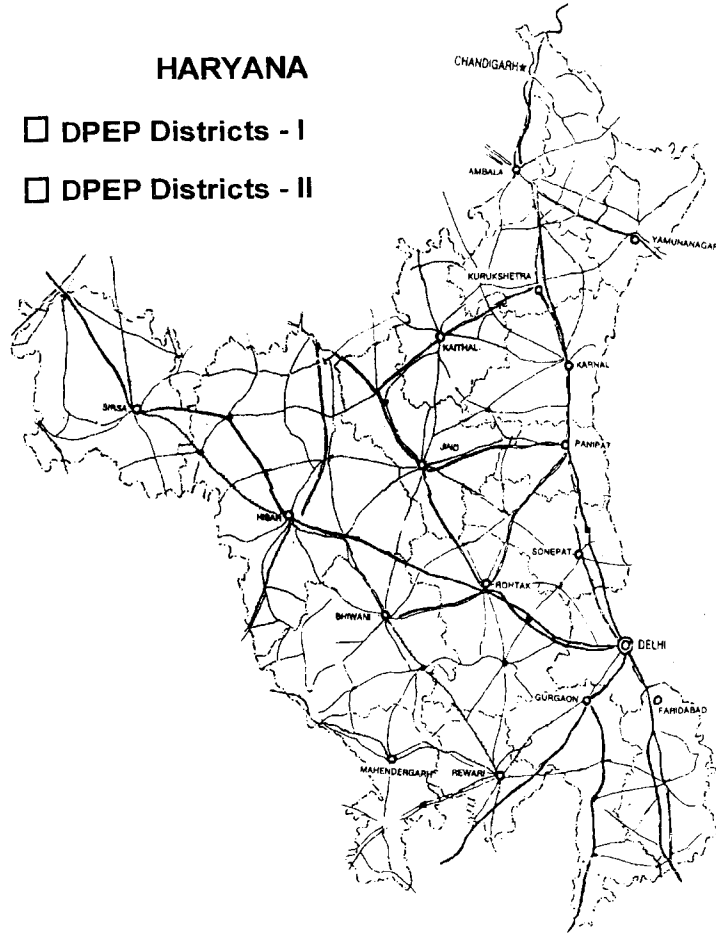 HARYANA
DPEP Districts - I
DPEP Districts - II
CHANDIGARH
AMBALA
YAMUNANAGAR
KURUKSHETRA
KAITHAL
KARNAL
SIRSA
JIND
PANIPAT
HISAR
SONEPAT
ROHTAK
BHIWANI
DELHI
GURGAON
FARIDABAD
MAHENDERGARH
REWARI